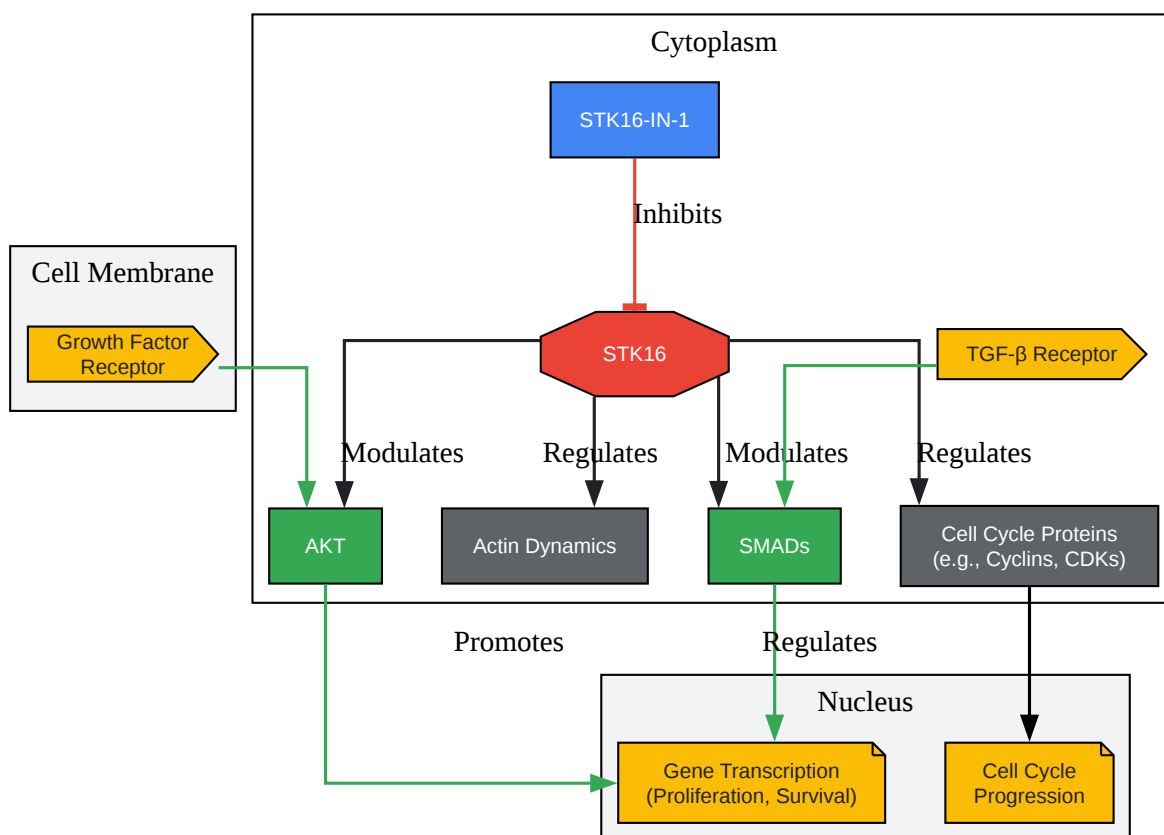 Cytoplasm
STK16-IN-1
Inhibits
Cell Membrane
Growth Factor
Receptor
STK16
TGF-β Receptor
Modulates
Regulates
Modulates
Regulates
AKT
Actin Dynamics
SMADs
Cell Cycle Proteins
(e.g., Cyclins, CDKs)
Promotes
Regulates
Nucleus
Gene Transcription
(Proliferation, Survival)
Cell Cycle
Progression